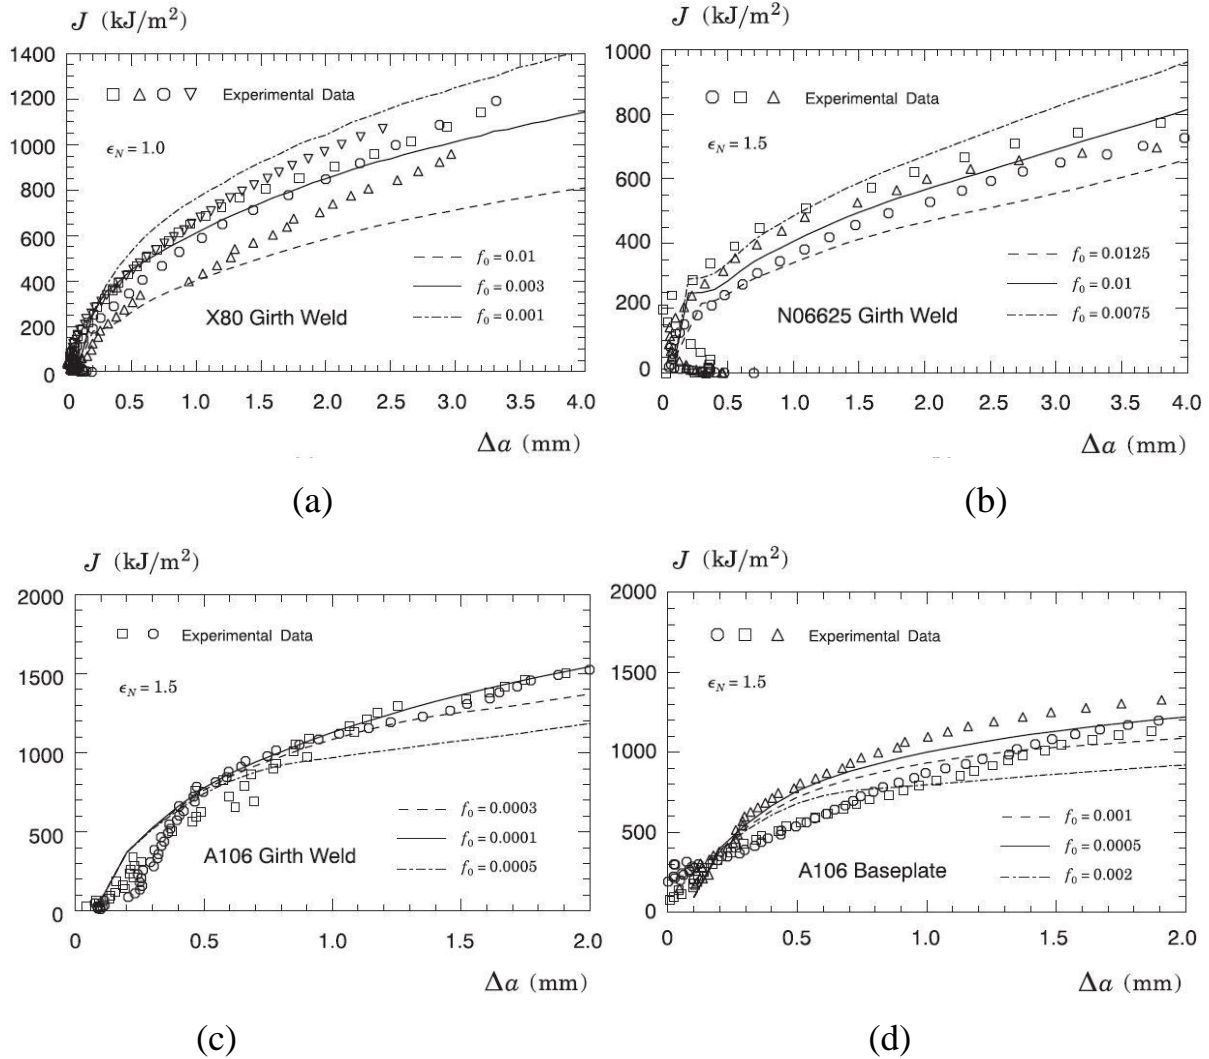 J (kJ/m²)
1400
1200
1000
800
600
400
200
0
Experimental Data
ϵN = 1.0
f0 = 0.01
f0 = 0.003
f0 = 0.001
X80 Girth Weld
0 0.5 1.0 1.5 2.0 2.5 3.0 3.5 4.0
Δa (mm)
(a)
J (kJ/m²)
1000
800
600
400
200
0
Experimental Data
ϵN = 1.5
f0 = 0.0125
f0 = 0.01
f0 = 0.0075
N06625 Girth Weld
0 0.5 1.0 1.5 2.0 2.5 3.0 3.5 4.0
Δa (mm)
(b)
J (kJ/m²)
2000
1500
1000
500
0
Experimental Data
ϵN = 1.5
f0 = 0.0003
f0 = 0.0001
f0 = 0.0005
A106 Girth Weld
0 0.5 1.0 1.5 2.0
Δa (mm)
(c)
J (kJ/m²)
2000
1500
1000
500
0
Experimental Data
ϵN = 1.5
f0 = 0.001
f0 = 0.0005
f0 = 0.002
A106 Baseplate
0 0.5 1.0 1.5 2.0
Δa (mm)
(d)